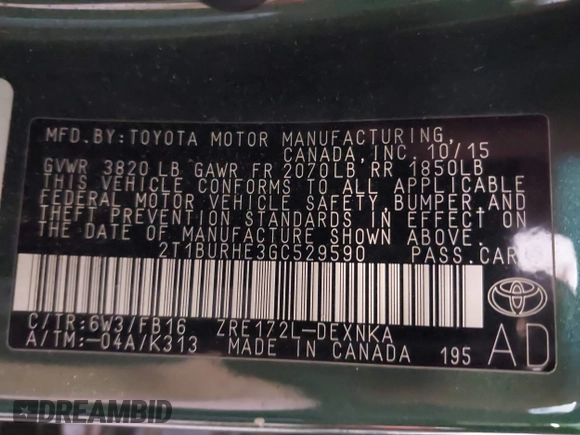 MFD.BY:TOYOTA MOTOR MANUFACTURING,
CANADA,INC. 10/15
GVWR 3820 LB GAWR FR 2070LB RR 1850LB
THIS VEHICLE CONFORMS TO ALL APPLICABLE
FEDERAL MOTOR VEHICLE SAFETY, BUMPER AND
THEFT PREVENTION STANDARDS IN EFFECT ON
THE DATE OF MANUFACTURE SHOWN ABOVE.
2T1BURHE3GC529590 PASS.CAR
C/TR:6W3/FB16 ZRE172L-DEXNKA
A/TM:-04A/K313 MADE IN CANADA 195 AD
DREAMBID